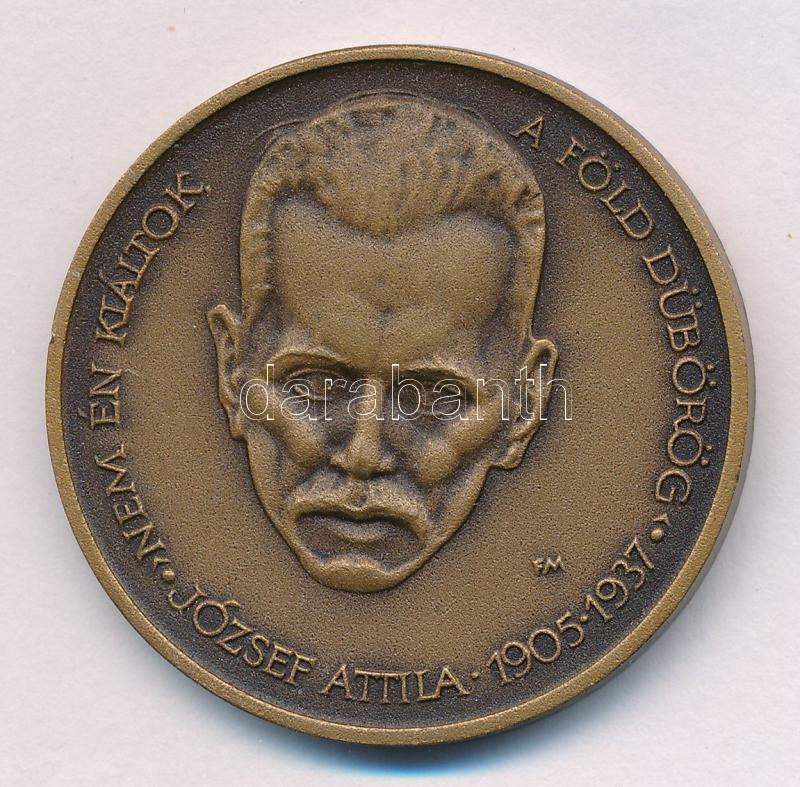 «NEM ÉN KIÁLTOK, A FÖLD DÜBÖRÖG»
• JÓZSEF ATTILA • 1905 • 1937 •
FM
darabanth